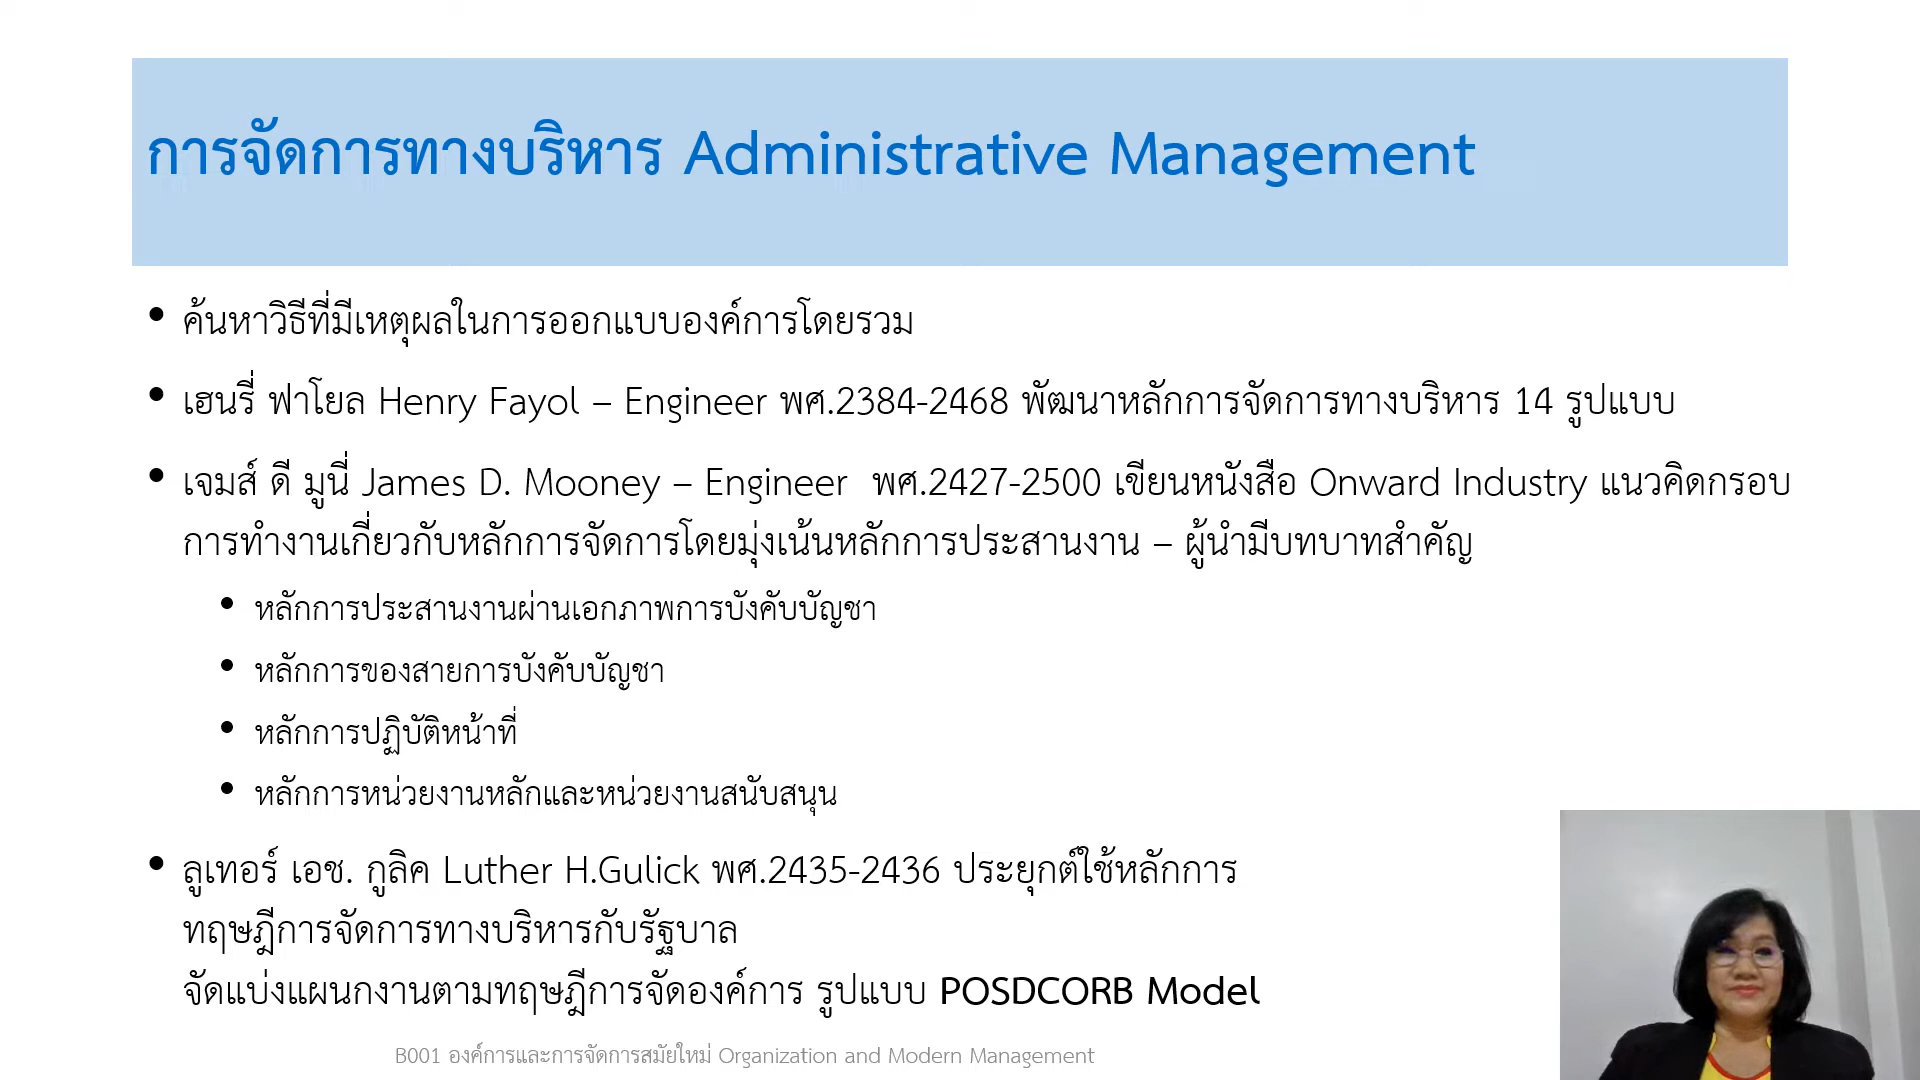 การจัดการทางบริหาร Administrative Management
• ค้นหาวิธีที่มีเหตุผลในการออกแบบองค์การโดยรวม
• เฮนรี่ ฟาโยล Henry Fayol – Engineer พศ.2384-2468 พัฒนาหลักการจัดการทางบริหาร 14 รูปแบบ
• เจมส์ ดี มูนี่ James D. Mooney – Engineer พศ.2427-2500 เขียนหนังสือ Onward Industry แนวคิดกรอบ
การทำงานเกี่ยวกับหลักการจัดการโดยมุ่งเน้นหลักการประสานงาน – ผู้นำมีบทบาทสำคัญ
• หลักการประสานงานผ่านเอกภาพการบังคับบัญชา
• หลักการของสายการบังคับบัญชา
• หลักการปฏิบัติหน้าที่
• หลักการหน่วยงานหลักและหน่วยงานสนับสนุน
• ลูเทอร์ เอช. กูลิค Luther H.Gulick พศ.2435-2436 ประยุกต์ใช้หลักการ
ทฤษฎีการจัดการทางบริหารกับรัฐบาล
จัดแบ่งแผนกงานตามทฤษฎีการจัดองค์การ รูปแบบ POSDCORB Model
B001 องค์การและการจัดการสมัยใหม่ Organization and Modern Management